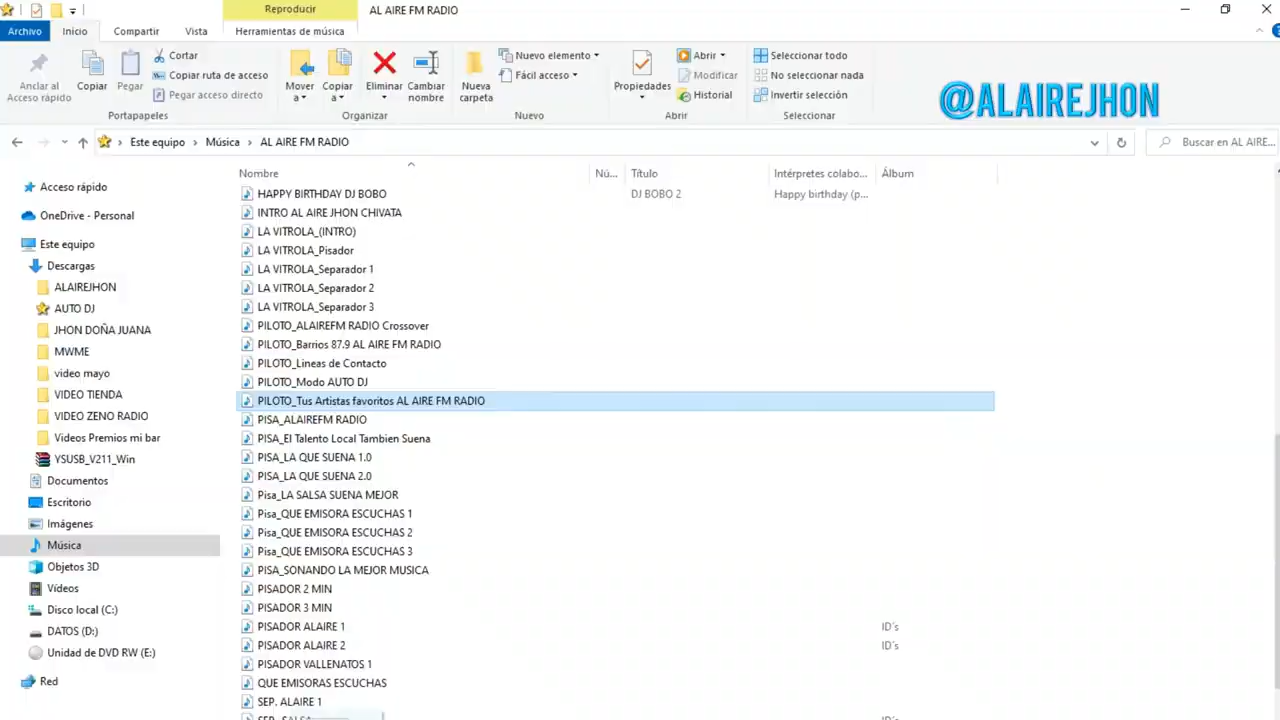 Reproducir
AL AIRE FM RADIO
Archivo
Inicio
Compartir
Vista
Herramientas de música
Anclar al
Acceso rápido
Copiar
Pegar
Cortar
Copiar ruta de acceso
Pegar acceso directo
Portapapeles
Mover
a
Copiar
a
Eliminar
Cambiar
nombre
Organizar
Nueva
carpeta
Nuevo elemento
Fácil acceso
Nuevo
Propiedades
Abrir
Modificar
Historial
Abrir
Seleccionar todo
No seleccionar nada
Invertir selección
Seleccionar
@ALAIREJHON
Este equipo
Música
AL AIRE FM RADIO
Buscar en AL AIRE...
Acceso rápido
OneDrive - Personal
Este equipo
Descargas
ALAIREJHON
AUTO DJ
JHON DOÑA JUANA
MWME
video mayo
VIDEO TIENDA
VIDEO ZENO RADIO
Videos Premios mi bar
YSUSB_V211_Win
Documentos
Escritorio
Imágenes
Música
Objetos 3D
Vídeos
Disco local (C:)
DATOS (D:)
Unidad de DVD RW (E:)
Red
Nombre Nú... Título Intérpretes colabo... Álbum
HAPPY BIRTHDAY DJ BOBO DJ BOBO 2 Happy birthday (p...
INTRO AL AIRE JHON CHIVATA
LA VITROLA_(INTRO)
LA VITROLA_Pisador
LA VITROLA_Separador 1
LA VITROLA_Separador 2
LA VITROLA_Separador 3
PILOTO_ALAIREFM RADIO Crossover
PILOTO_Barrios 87.9 AL AIRE FM RADIO
PILOTO_Lineas de Contacto
PILOTO_Modo AUTO DJ
PILOTO_Tus Artistas favoritos AL AIRE FM RADIO
PISA_ALAIREFM RADIO
PISA_El Talento Local Tambien Suena
PISA_LA QUE SUENA 1.0
PISA_LA QUE SUENA 2.0
Pisa_LA SALSA SUENA MEJOR
Pisa_QUE EMISORA ESCUCHAS 1
Pisa_QUE EMISORA ESCUCHAS 2
Pisa_QUE EMISORA ESCUCHAS 3
PISA_SONANDO LA MEJOR MUSICA
PISADOR 2 MIN
PISADOR 3 MIN
PISADOR ALAIRE 1 ID's
PISADOR ALAIRE 2 ID's
PISADOR VALLENATOS 1
QUE EMISORAS ESCUCHAS
SEP. ALAIRE 1